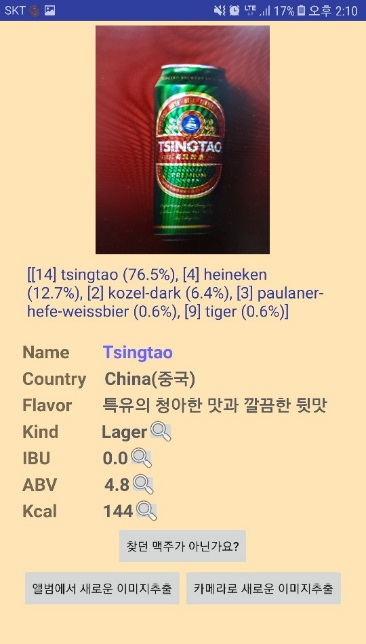 SKT LTE 17% 오후 2:10
TSINGTAO
PREMIUM
[[14] tsingtao (76.5%), [4] heineken
(12.7%), [2] kozel-dark (6.4%), [3] paulaner-
hefe-weissbier (0.6%), [9] tiger (0.6%)]
Name Tsingtao
Country China(중국)
Flavor 특유의 청아한 맛과 깔끔한 뒷맛
Kind Lager
IBU 0.0
ABV 4.8
Kcal 144
찾던 맥주가 아닌가요?
앨범에서 새로운 이미지추출 카메라로 새로운 이미지추출